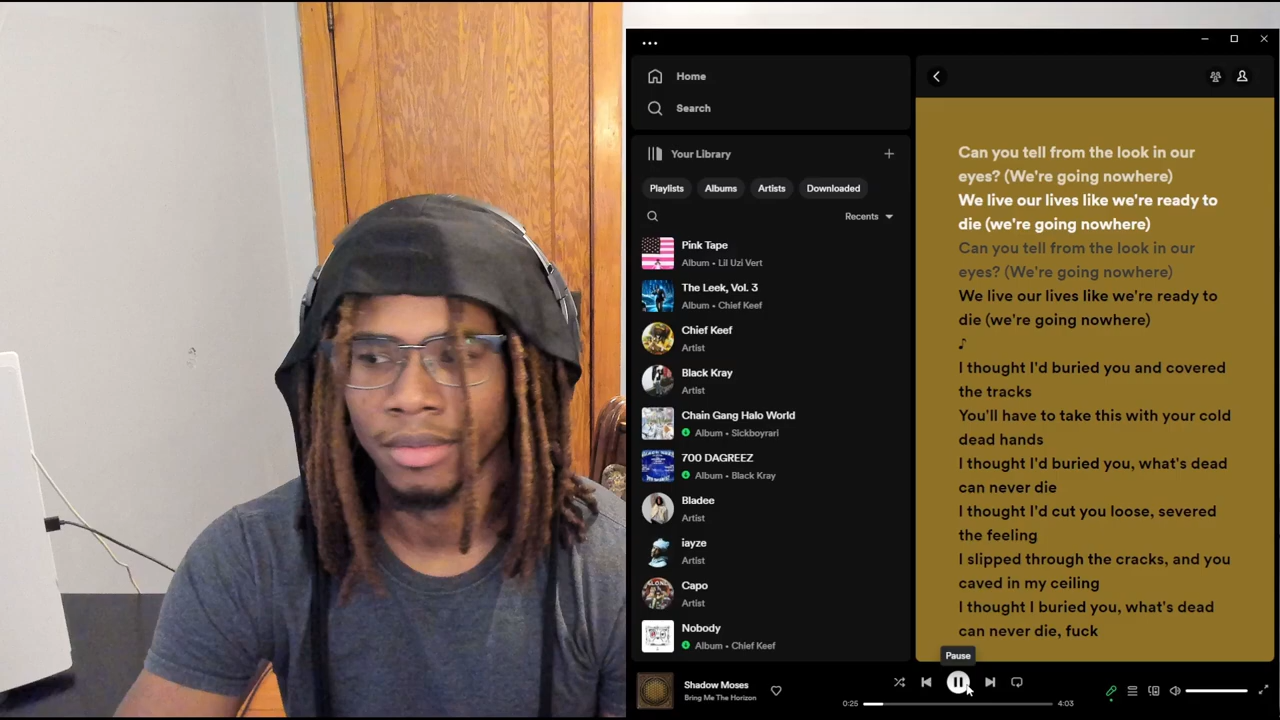 Home
Search
Your Library
Playlists
Albums
Artists
Downloaded
Recents
Pink Tape
Album • Lil Uzi Vert
The Leek, Vol. 3
Album • Chief Keef
Chief Keef
Artist
Black Kray
Artist
Chain Gang Halo World
Album • Sickboyrari
700 DAGREEZ
Album • Black Kray
Bladee
Artist
iayze
Artist
Capo
Artist
Nobody
Album • Chief Keef
Can you tell from the look in our
eyes? (We're going nowhere)
We live our lives like we're ready to
die (we're going nowhere)
Can you tell from the look in our
eyes? (We're going nowhere)
We live our lives like we're ready to
die (we're going nowhere)
♪
I thought I'd buried you and covered
the tracks
You'll have to take this with your cold
dead hands
I thought I'd buried you, what's dead
can never die
I thought I'd cut you loose, severed
the feeling
I slipped through the cracks, and you
caved in my ceiling
I thought I buried you, what's dead
can never die, fuck
Pause
Shadow Moses
Bring Me The Horizon
0:25
4:03